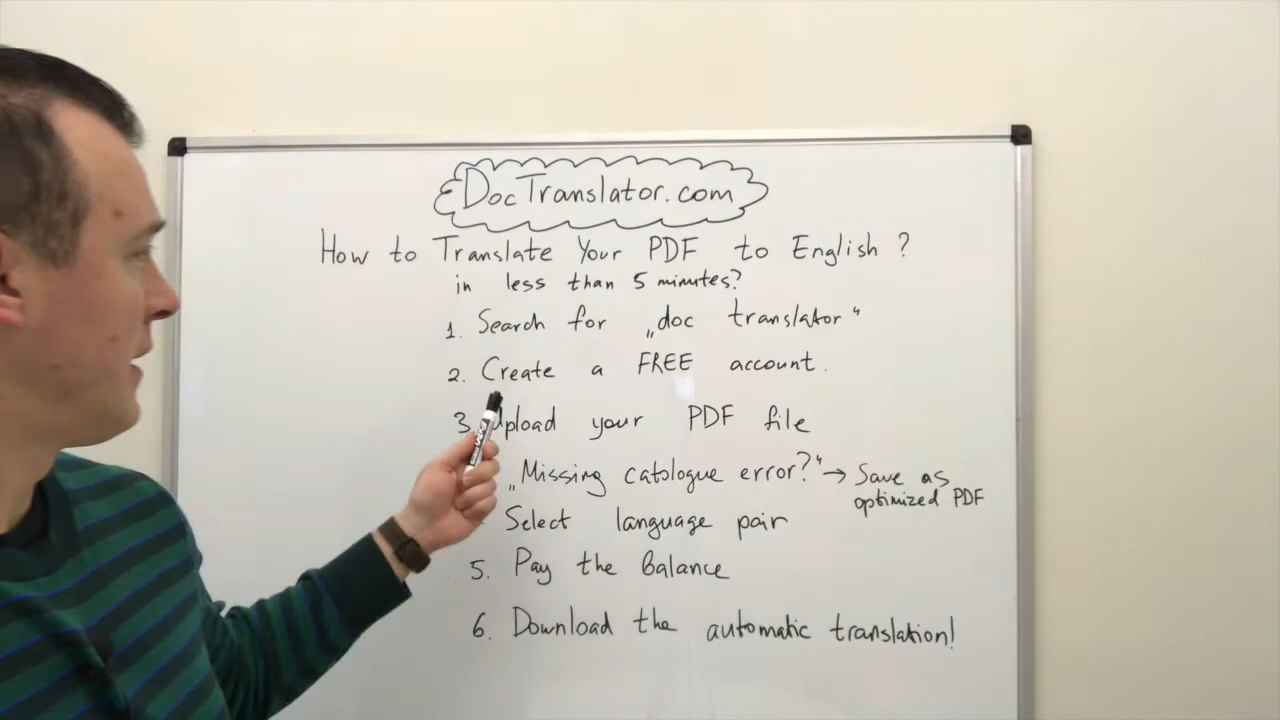 DocTranslator.com
How to Translate Your PDF to English?
in less than 5 minutes?
1. Search for „doc translator"
2. Create a FREE account.
3. Upload your PDF file
„Missing catologue error?" → Save as
optimized PDF
Select language pair
5. Pay the Balance
6. Download the automatic translation!